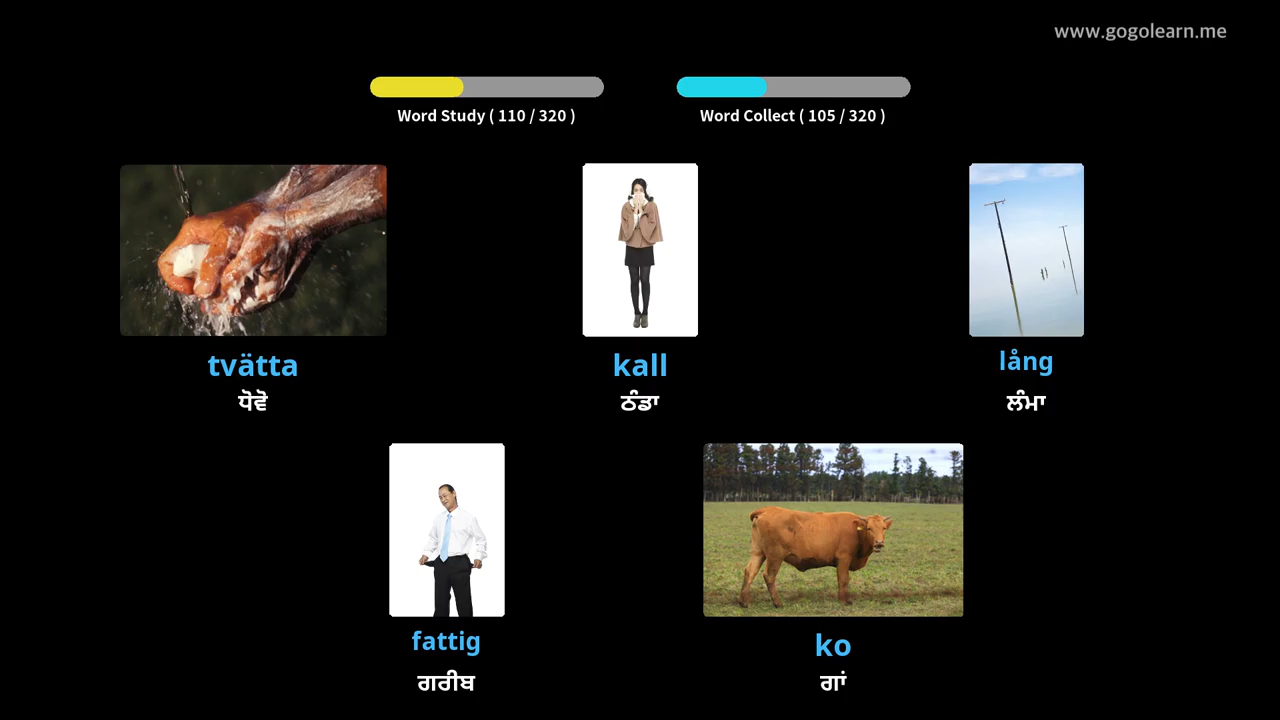 www.gogolearn.me
Word Study ( 110 / 320 )
Word Collect ( 105 / 320 )
tvätta
ਧੋਵੋ
kall
ਠੰਡਾ
lång
ਲੰਮਾ
fattig
ਗਰੀਬ
ko
ਗਾਂ